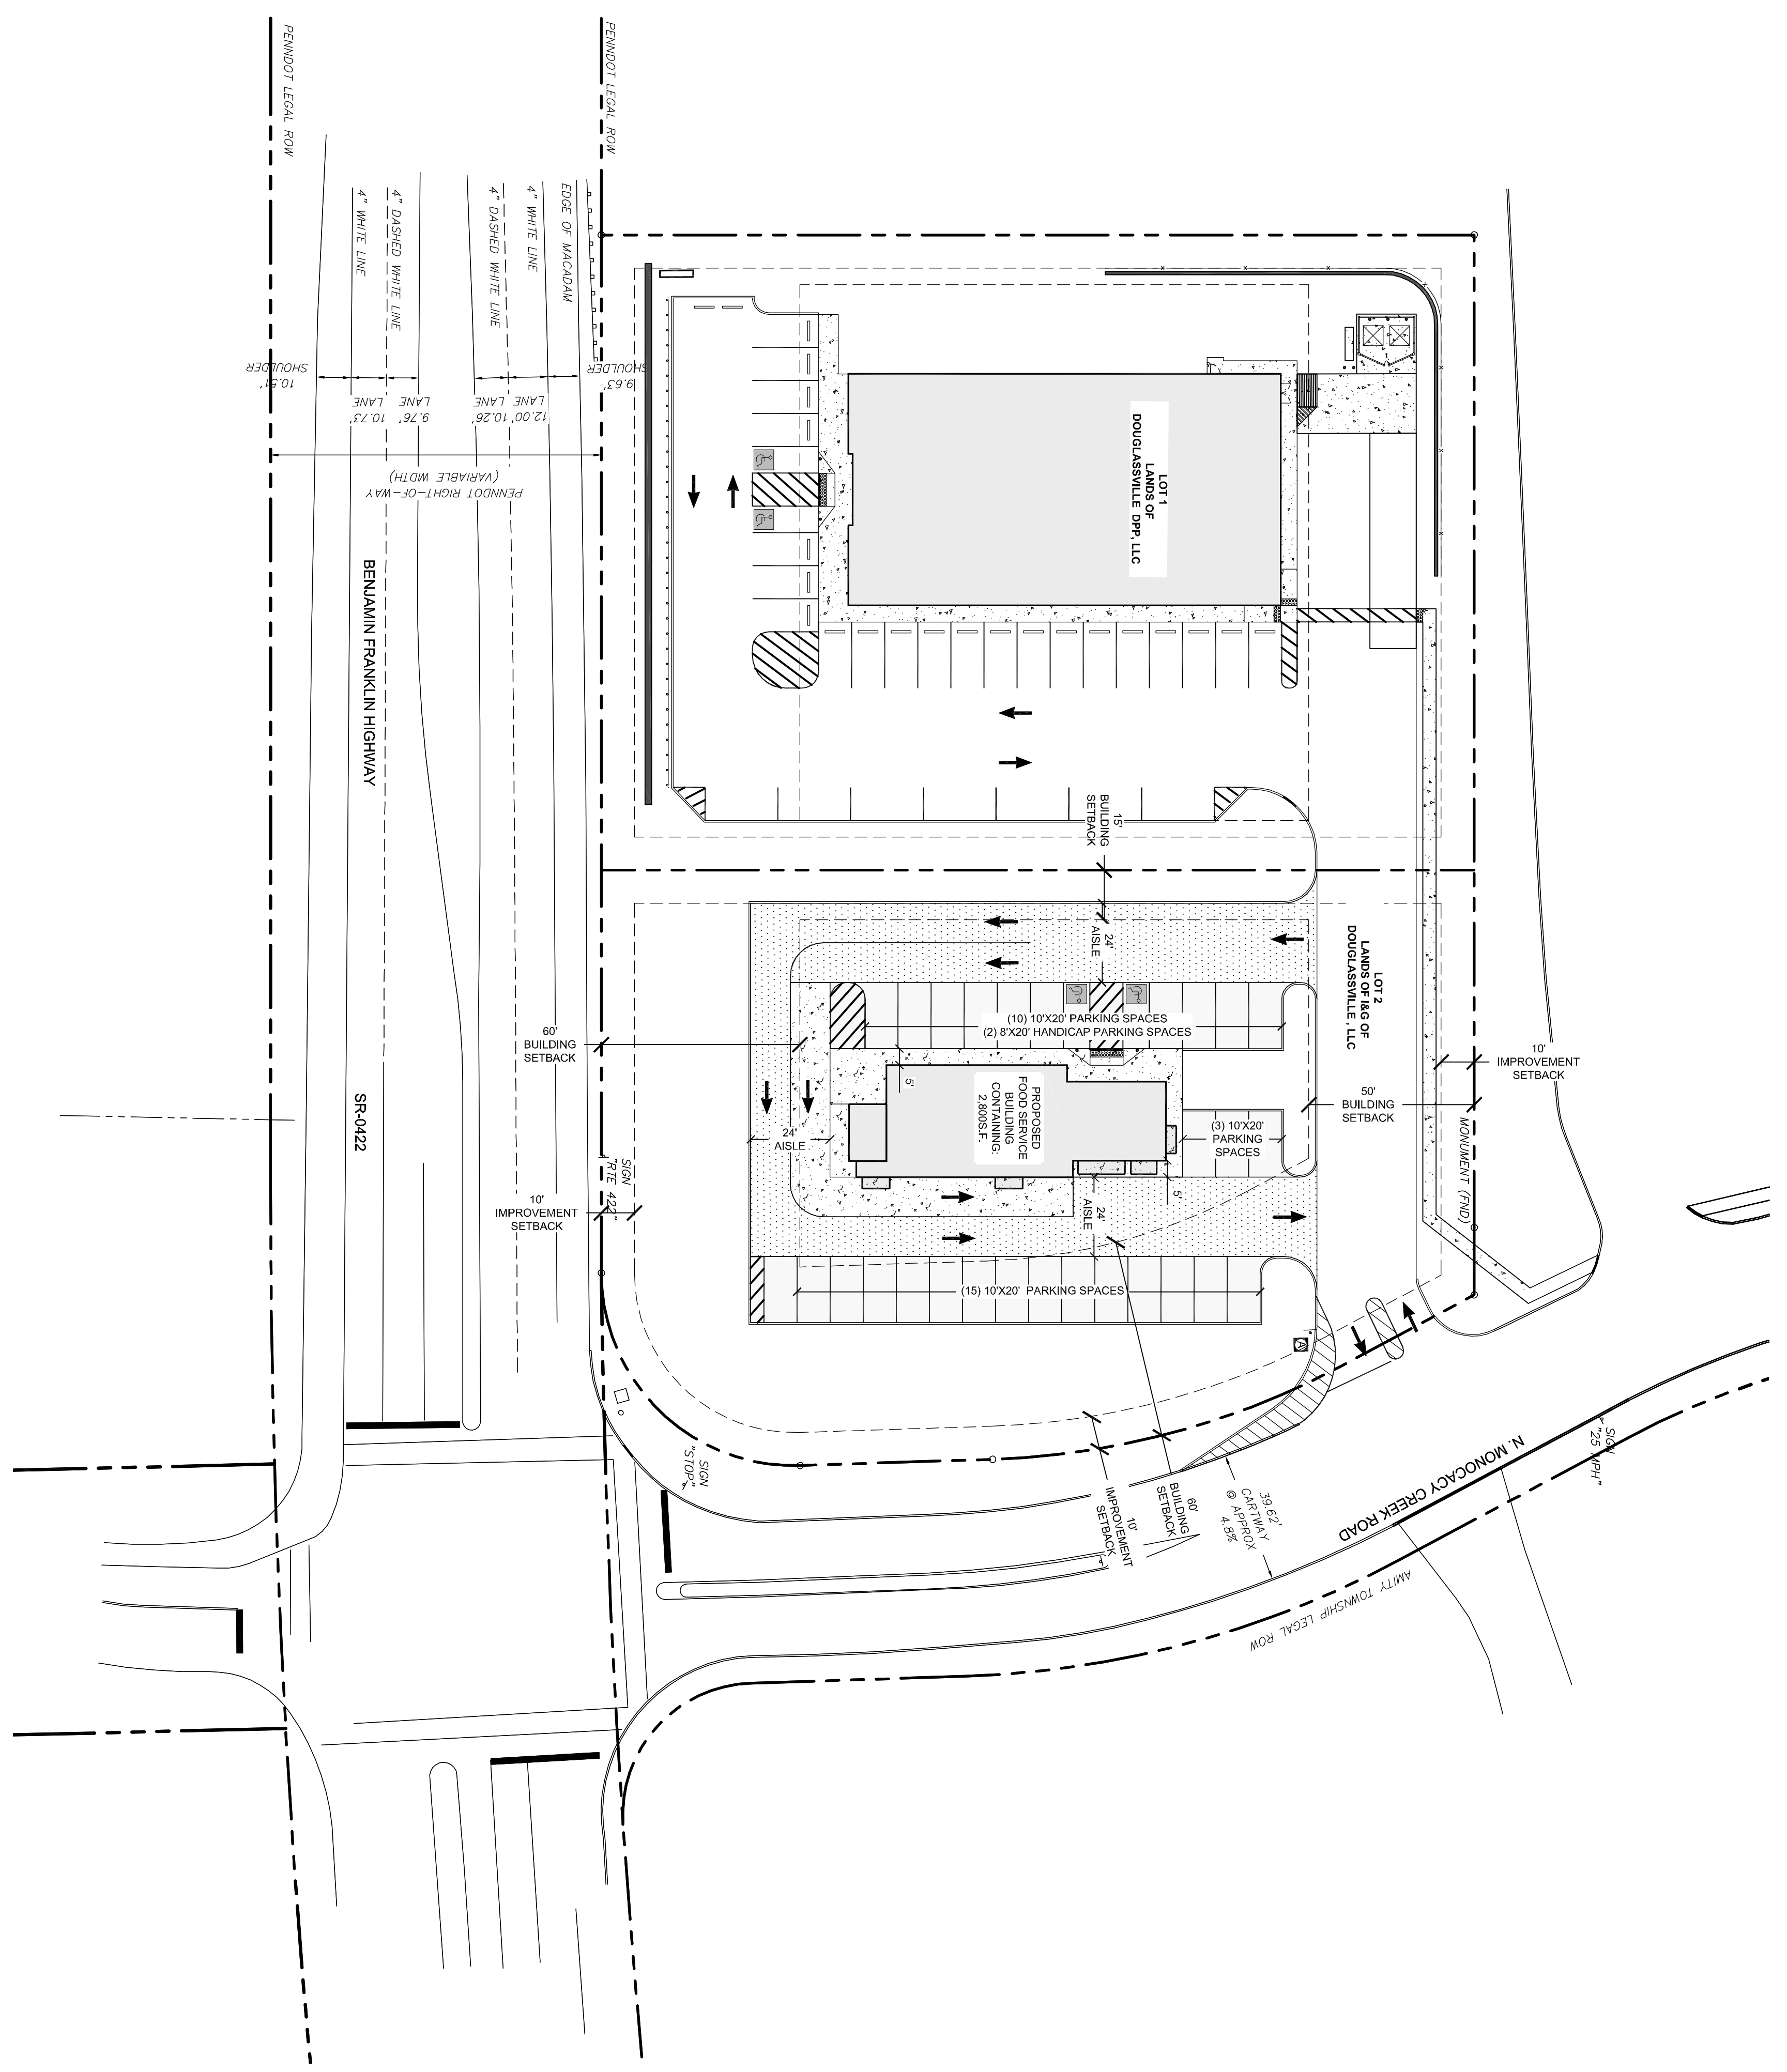 PENNDOT LEGAL ROW
PENNDOT LEGAL ROW
4" WHITE LINE
4" DASHED WHITE LINE
4" DASHED WHITE LINE
4" WHITE LINE
EDGE OF MACADAM
10.51'
SHOULDER
10.73'
LANE
9.76'
LANE
10.26'
LANE
12.00'
LANE
9.63'
SHOULDER
PENNDOT RIGHT-OF-WAY
(VARIABLE WIDTH)
BENJAMIN FRANKLIN HIGHWAY
SR-0422
LOT 1
LANDS OF
DOUGLASSVILLE DPP, LLC
15'
BUILDING
SETBACK
24'
AISLE
LOT 2
LANDS OF I&G OF
DOUGLASSVILLE , LLC
(10) 10'X20' PARKING SPACES
(2) 8'X20' HANDICAP PARKING SPACES
60'
BUILDING
SETBACK
10'
IMPROVEMENT
SETBACK
50'
BUILDING
SETBACK
5'
PROPOSED
FOOD SERVICE
BUILDING
CONTAINING:
2,800S.F.
(3) 10'X20'
PARKING
SPACES
24'
AISLE
MONUMENT (FND)
SIGN
"RTE 422"
10'
IMPROVEMENT
SETBACK
5'
24'
AISLE
(15) 10'X20' PARKING SPACES
A
SIGN
"STOP"
10'
IMPROVEMENT
SETBACK
60'
BUILDING
SETBACK
39.62'
CARTWAY
@ APPROX
4.8%
N. MONOCACY CREEK ROAD
SIGN
"25 MPH"
AMITY TOWNSHIP LEGAL ROW